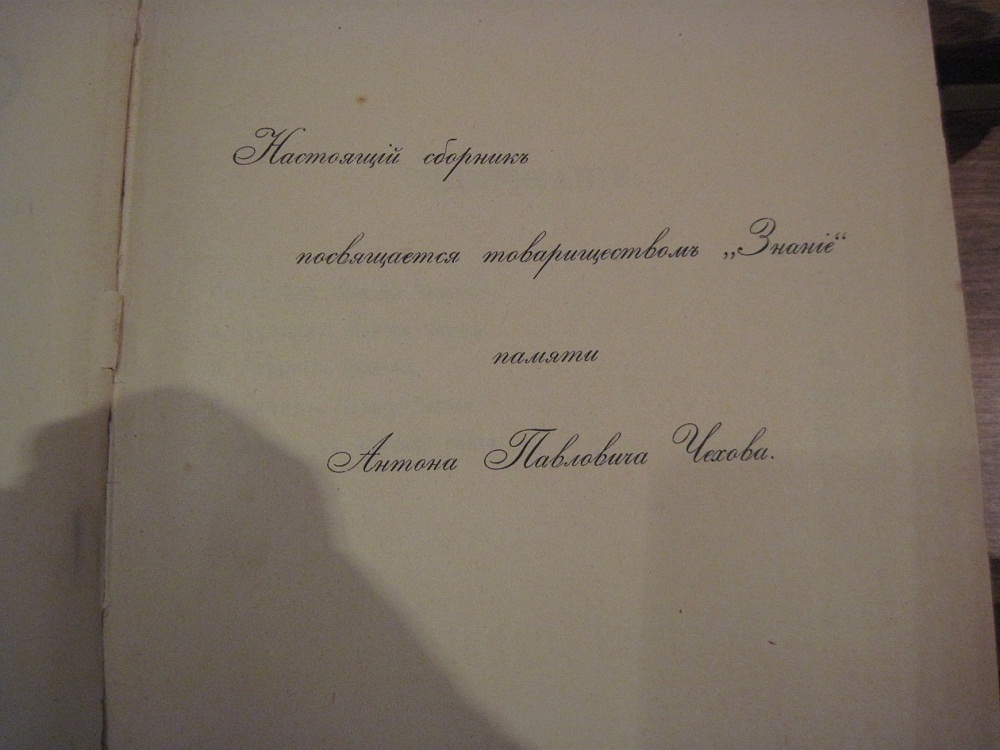 Настоящій сборникъ
посвящается товариществомъ „Знаніе“
памяти
Антона Павловича Чехова.